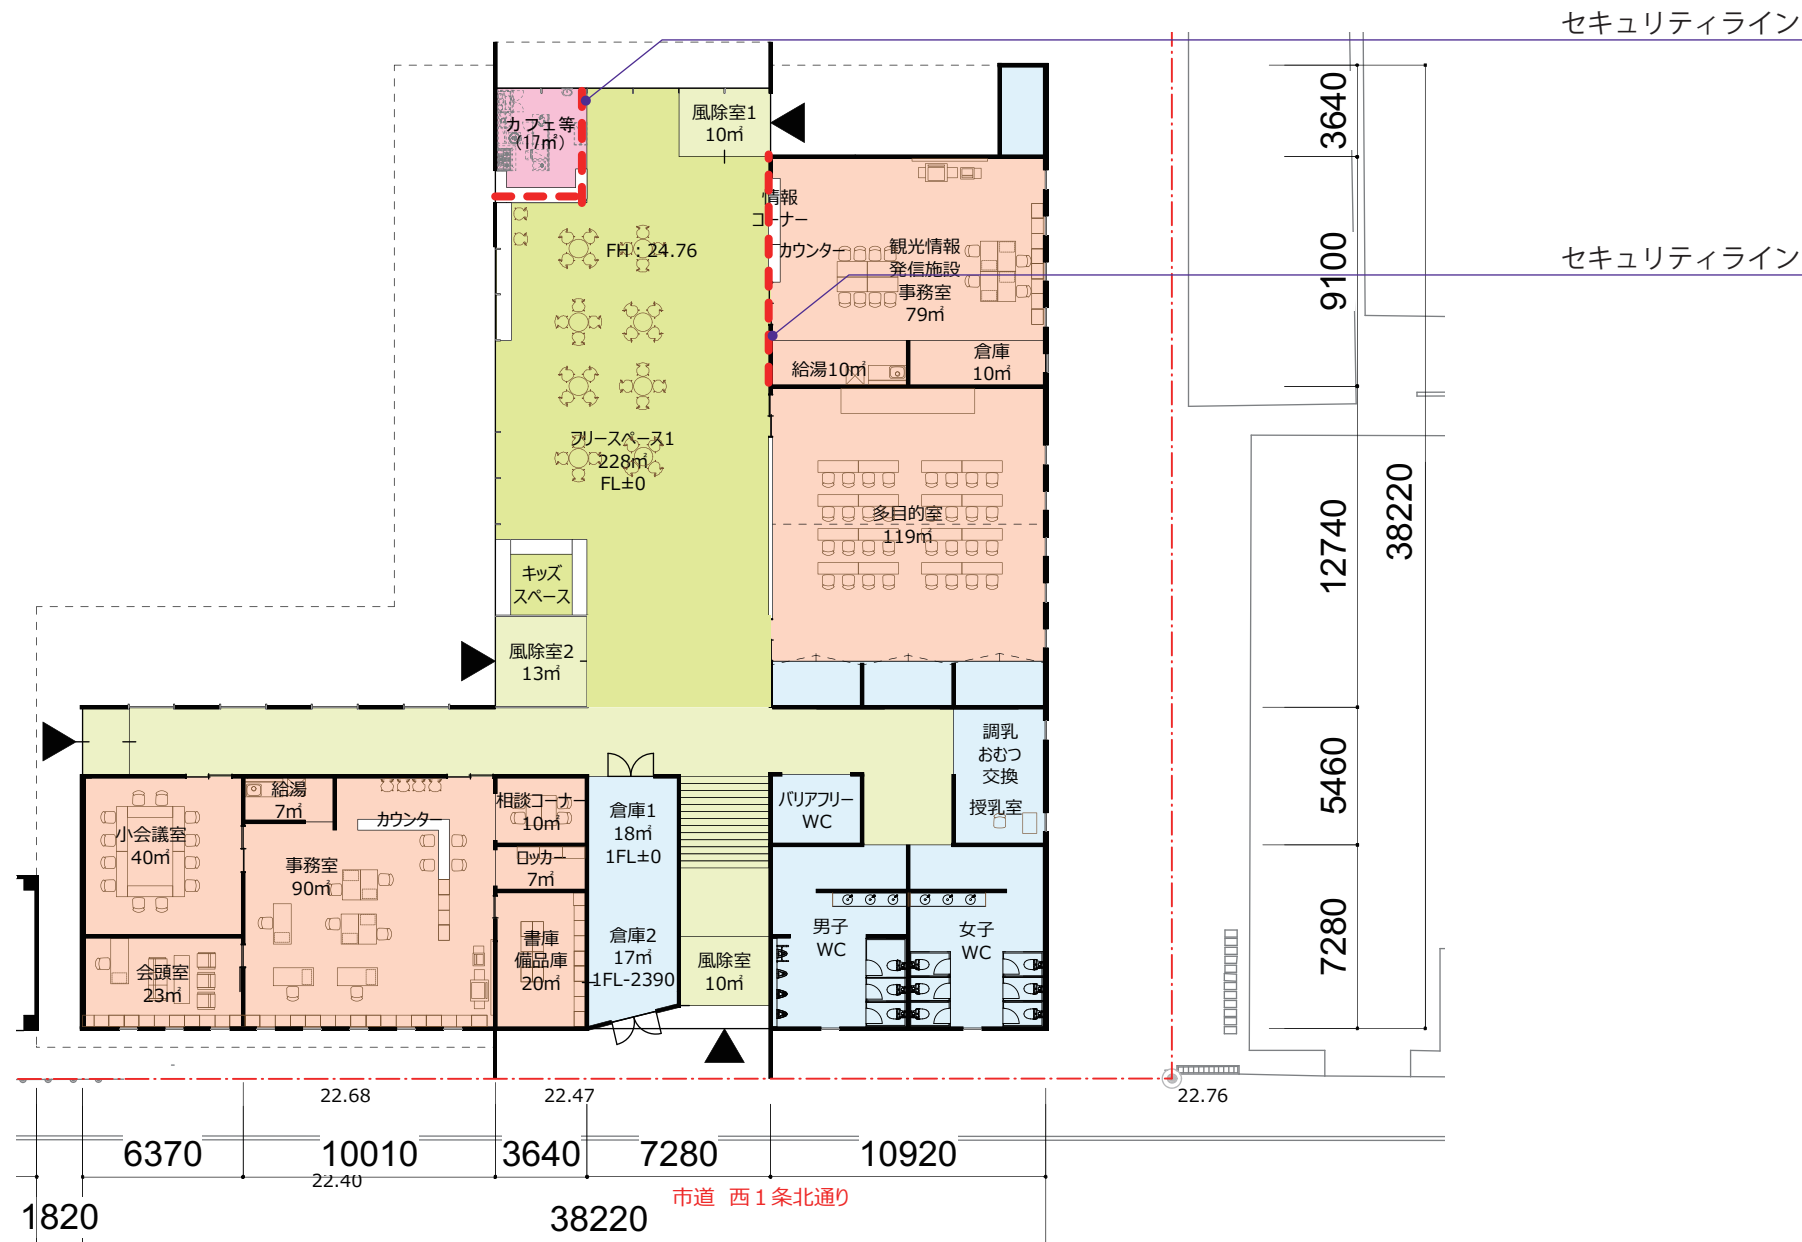 セキュリティライン
カフェ等
(17㎡)
風除室1
10㎡
情報
コーナー
カウンター
観光情報
発信施設
事務室
79㎡
FH：24.76
セキュリティライン
給湯10㎡
倉庫
10㎡
フリースペース1
228㎡
FL±0
多目的室
119㎡
キッズ
スペース
風除室2
13㎡
調乳
おむつ
交換
授乳室
バリアフリー
WC
給湯
7㎡
カウンター
相談コーナー
10㎡
小会議室
40㎡
事務室
90㎡
ロッカー
7㎡
倉庫1
18㎡
1FL±0
会頭室
23㎡
書庫
備品庫
20㎡
倉庫2
17㎡
1FL-2390
風除室
10㎡
男子
WC
女子
WC
3640
9100
12740
5460
7280
38220
22.68
22.47
22.76
6370
10010
3640
7280
10920
22.40
1820
38220
市道 西１条北通り